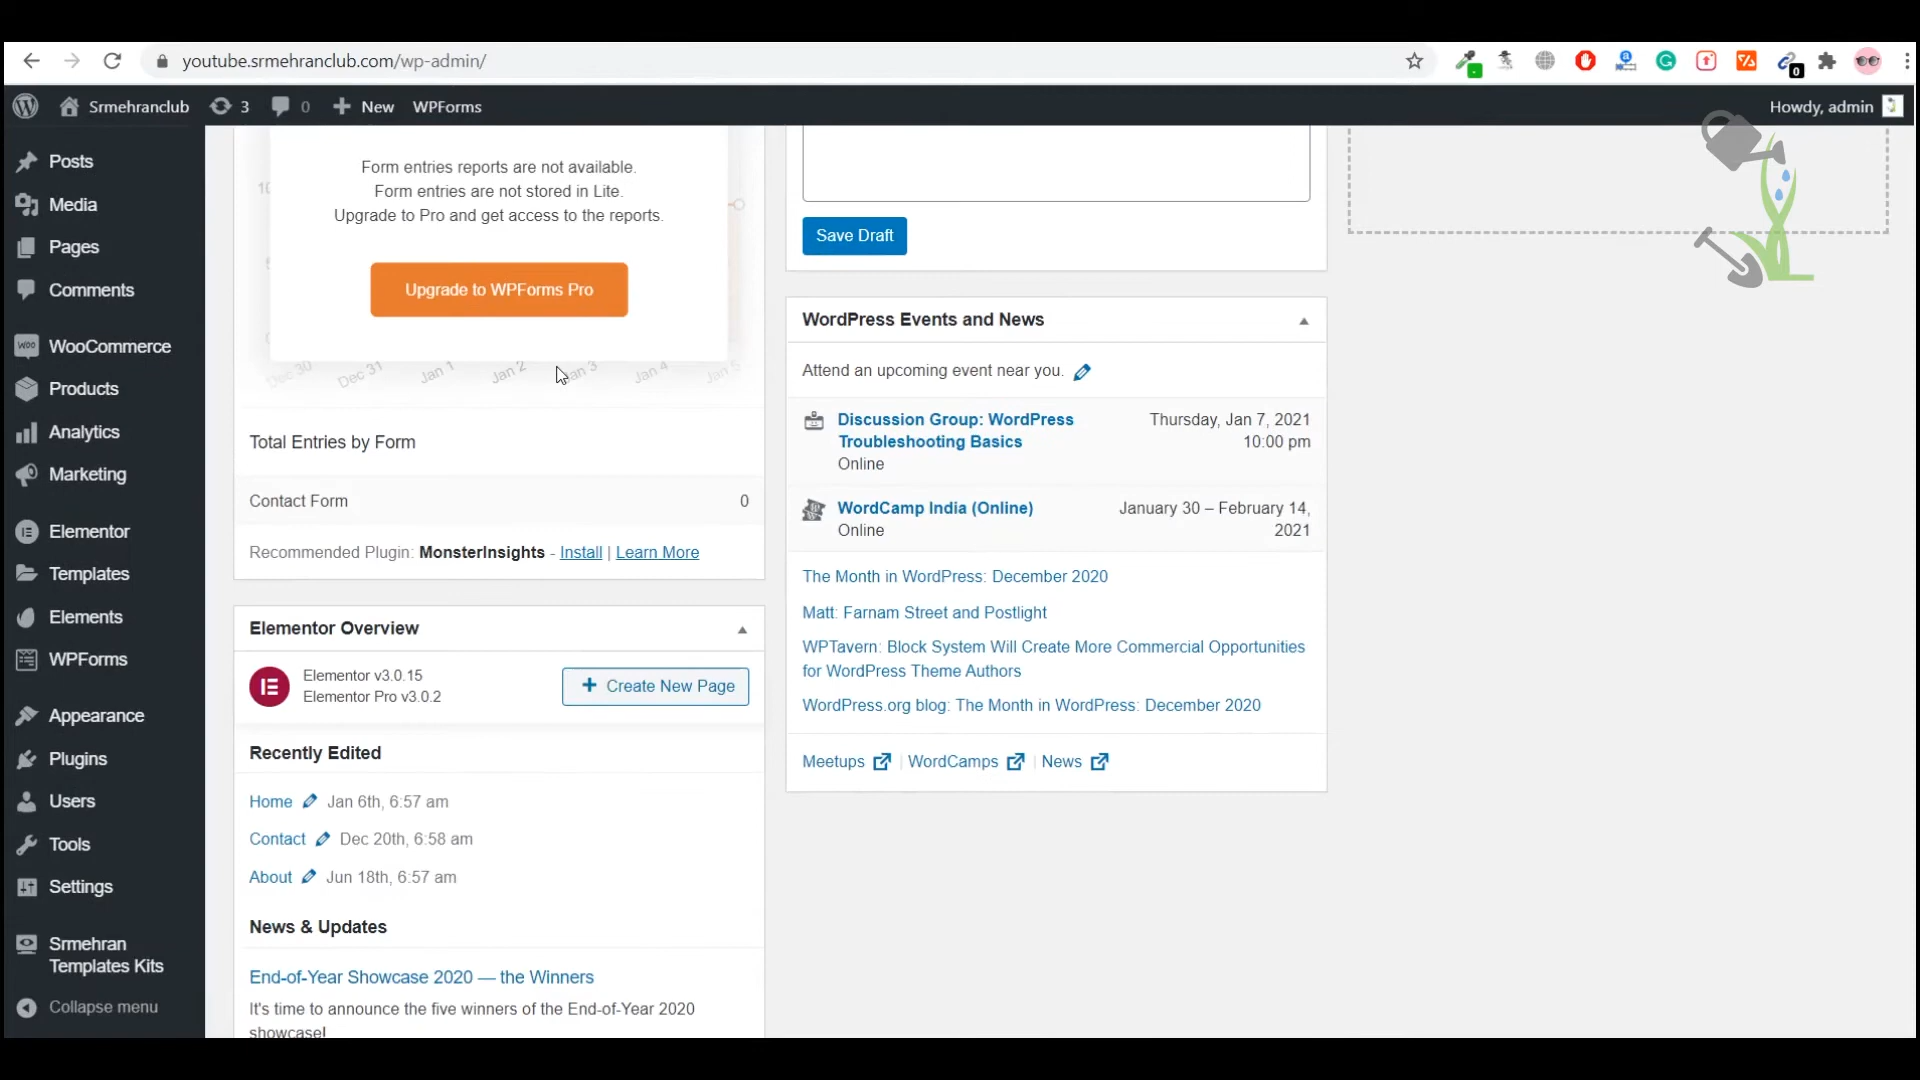 youtube.srmehranclub.com/wp-admin/
0
Srmehranclub
3
0
New
WPForms
Howdy, admin
Posts
Media
Pages
Comments
WooCommerce
Products
Analytics
Marketing
Elementor
Templates
Elements
WPForms
Appearance
Plugins
Users
Tools
Settings
Srmehran
Templates Kits
Collapse menu
Form entries reports are not available.
Form entries are not stored in Lite.
Upgrade to Pro and get access to the reports.
Upgrade to WPForms Pro
Dec 30
Dec 31
Jan 1
Jan 2
Jan 3
Jan 4
Jan 5
Total Entries by Form
Contact Form 0
Recommended Plugin: MonsterInsights - Install | Learn More
Elementor Overview
Elementor v3.0.15
Elementor Pro v3.0.2
Create New Page
Recently Edited
Home Jan 6th, 6:57 am
Contact Dec 20th, 6:58 am
About Jun 18th, 6:57 am
News & Updates
End-of-Year Showcase 2020 — the Winners
It's time to announce the five winners of the End-of-Year 2020
showcase!
Save Draft
WordPress Events and News
Attend an upcoming event near you.
Discussion Group: WordPress
Troubleshooting Basics
Online
Thursday, Jan 7, 2021
10:00 pm
WordCamp India (Online)
Online
January 30 – February 14,
2021
The Month in WordPress: December 2020
Matt: Farnam Street and Postlight
WPTavern: Block System Will Create More Commercial Opportunities
for WordPress Theme Authors
WordPress.org blog: The Month in WordPress: December 2020
Meetups | WordCamps | News